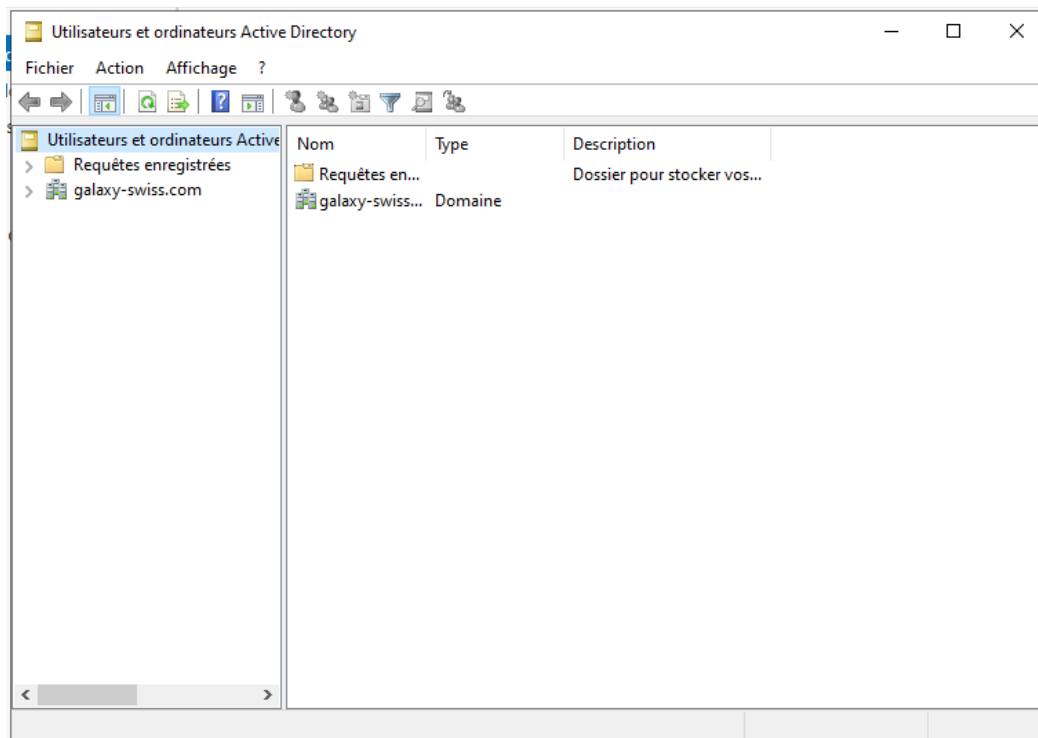 Utilisateurs et ordinateurs Active Directory
Fichier Action Affichage ?
Utilisateurs et ordinateurs Active
Requêtes enregistrées
galaxy-swiss.com
Nom Type Description
Requêtes en... Dossier pour stocker vos...
galaxy-swiss... Domaine